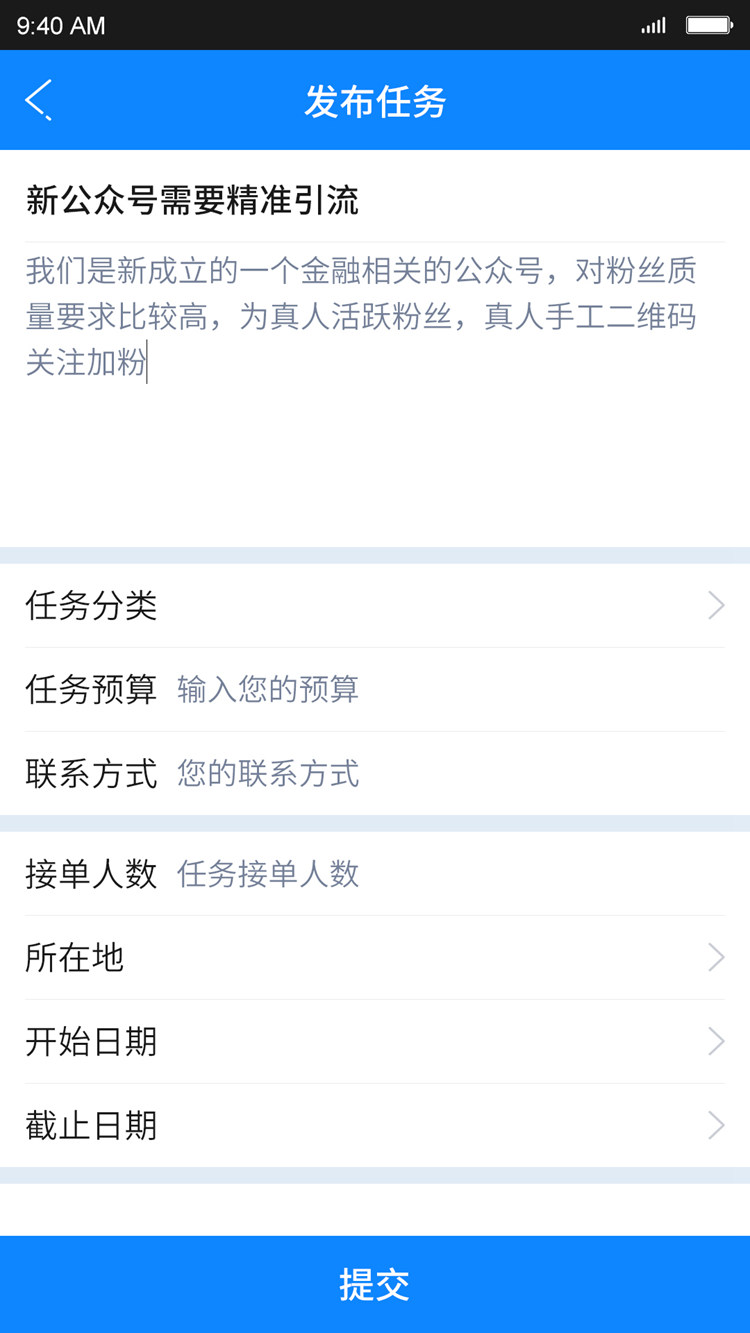 9:40 AM
发布任务
新公众号需要精准引流
我们是新成立的一个金融相关的公众号，对粉丝质
量要求比较高，为真人活跃粉丝，真人手工二维码
关注加粉
任务分类
任务预算 输入您的预算
联系方式 您的联系方式
接单人数 任务接单人数
所在地
开始日期
截止日期
提交